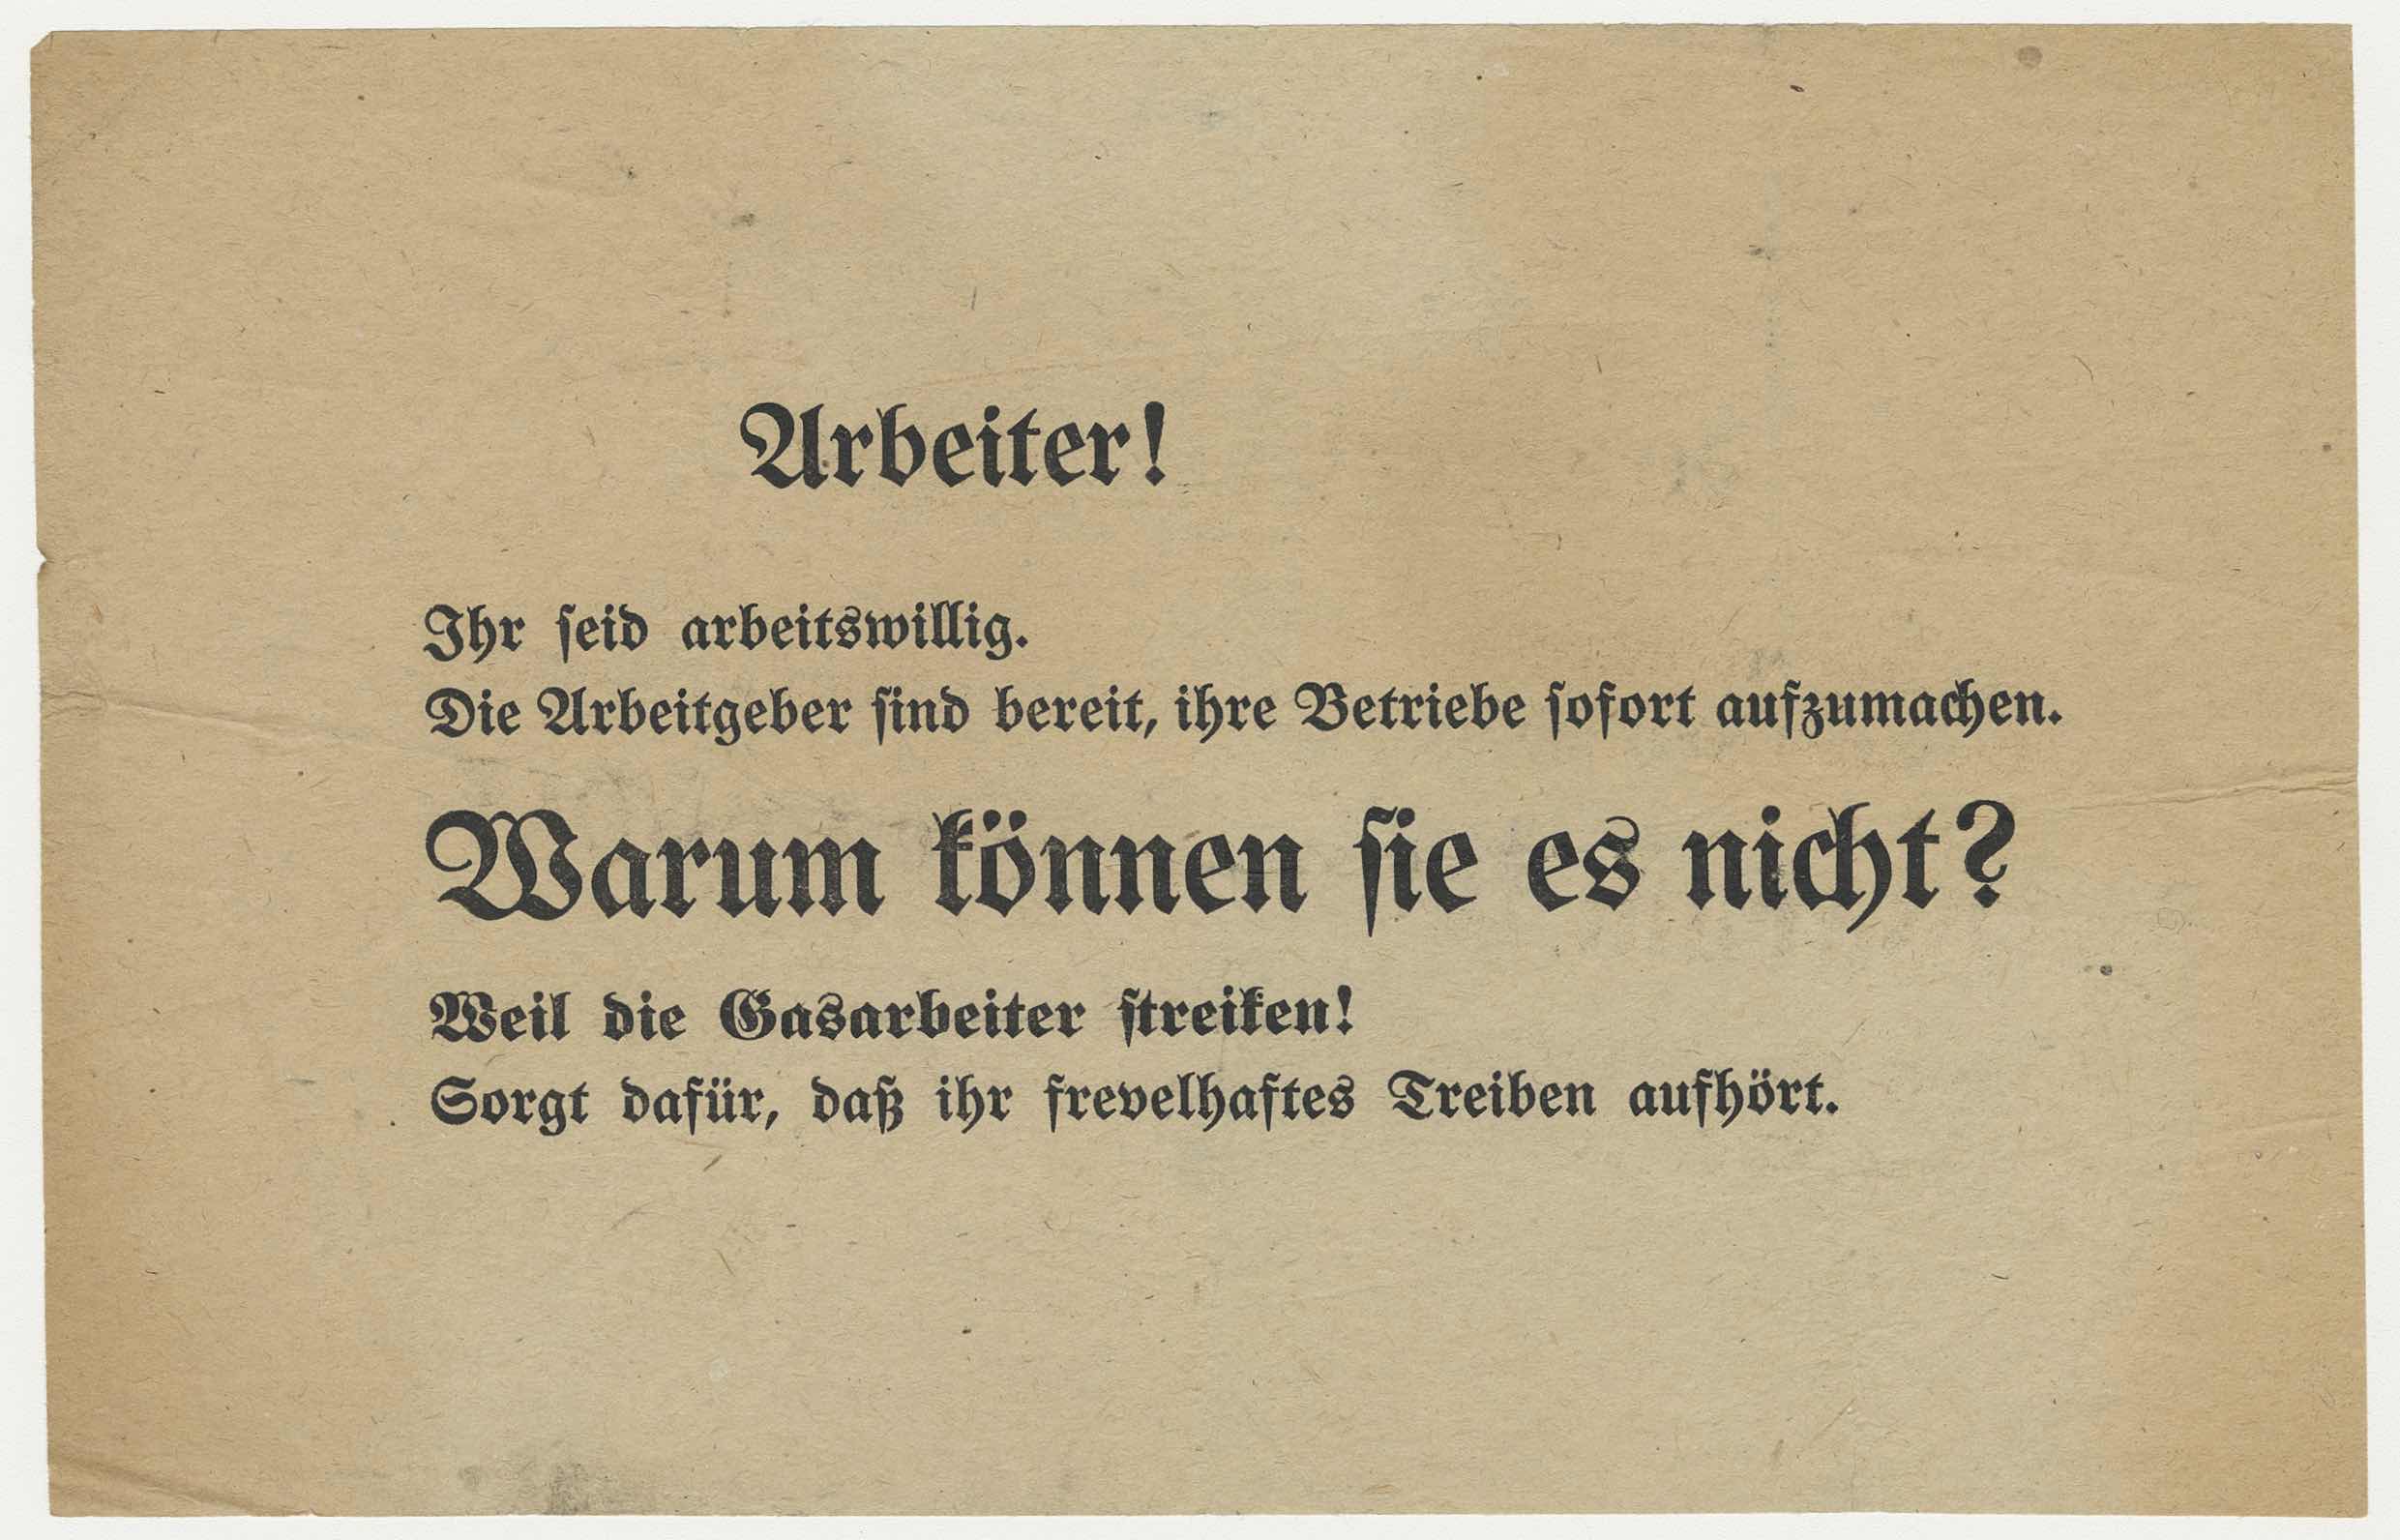 Arbeiter!
Ihr seid arbeitswillig.
Die Arbeitgeber sind bereit, ihre Betriebe sofort aufzumachen.
Warum können sie es nicht?
Weil die Gasarbeiter streiken!
Sorgt dafür, daß ihr frevelhaftes Treiben aufhört.